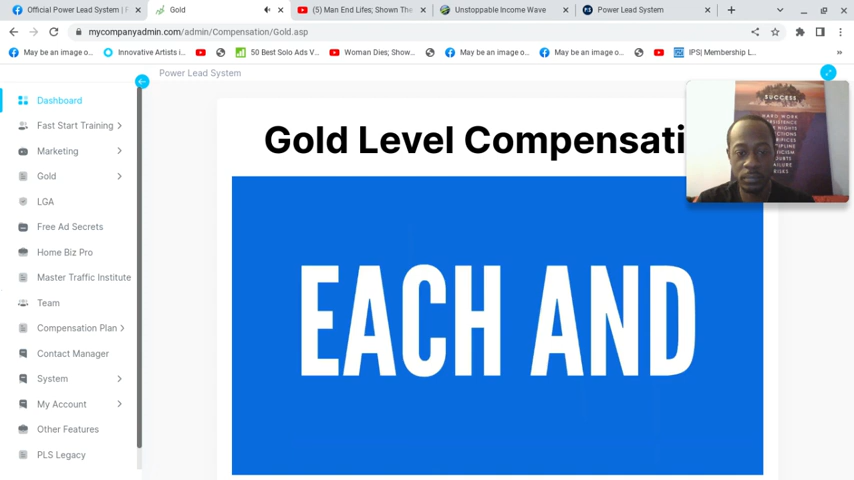 Official Power Lead System | F
Gold
(5) Man End Lifes; Shown The
Unstoppable Income Wave
Power Lead System
mycompanyadmin.com/admin/Compensation/Gold.asp
May be an image o...
Innovative Artists i...
50 Best Solo Ads V...
Woman Dies; Show...
May be an image o...
May be an image o...
IPS| Membership L...
Power Lead System
Dashboard
Fast Start Training
Marketing
Gold
LGA
Free Ad Secrets
Home Biz Pro
Master Traffic Institute
Team
Compensation Plan
Contact Manager
System
My Account
Other Features
PLS Legacy
Gold Level Compensati
EACH AND
SUCCESS